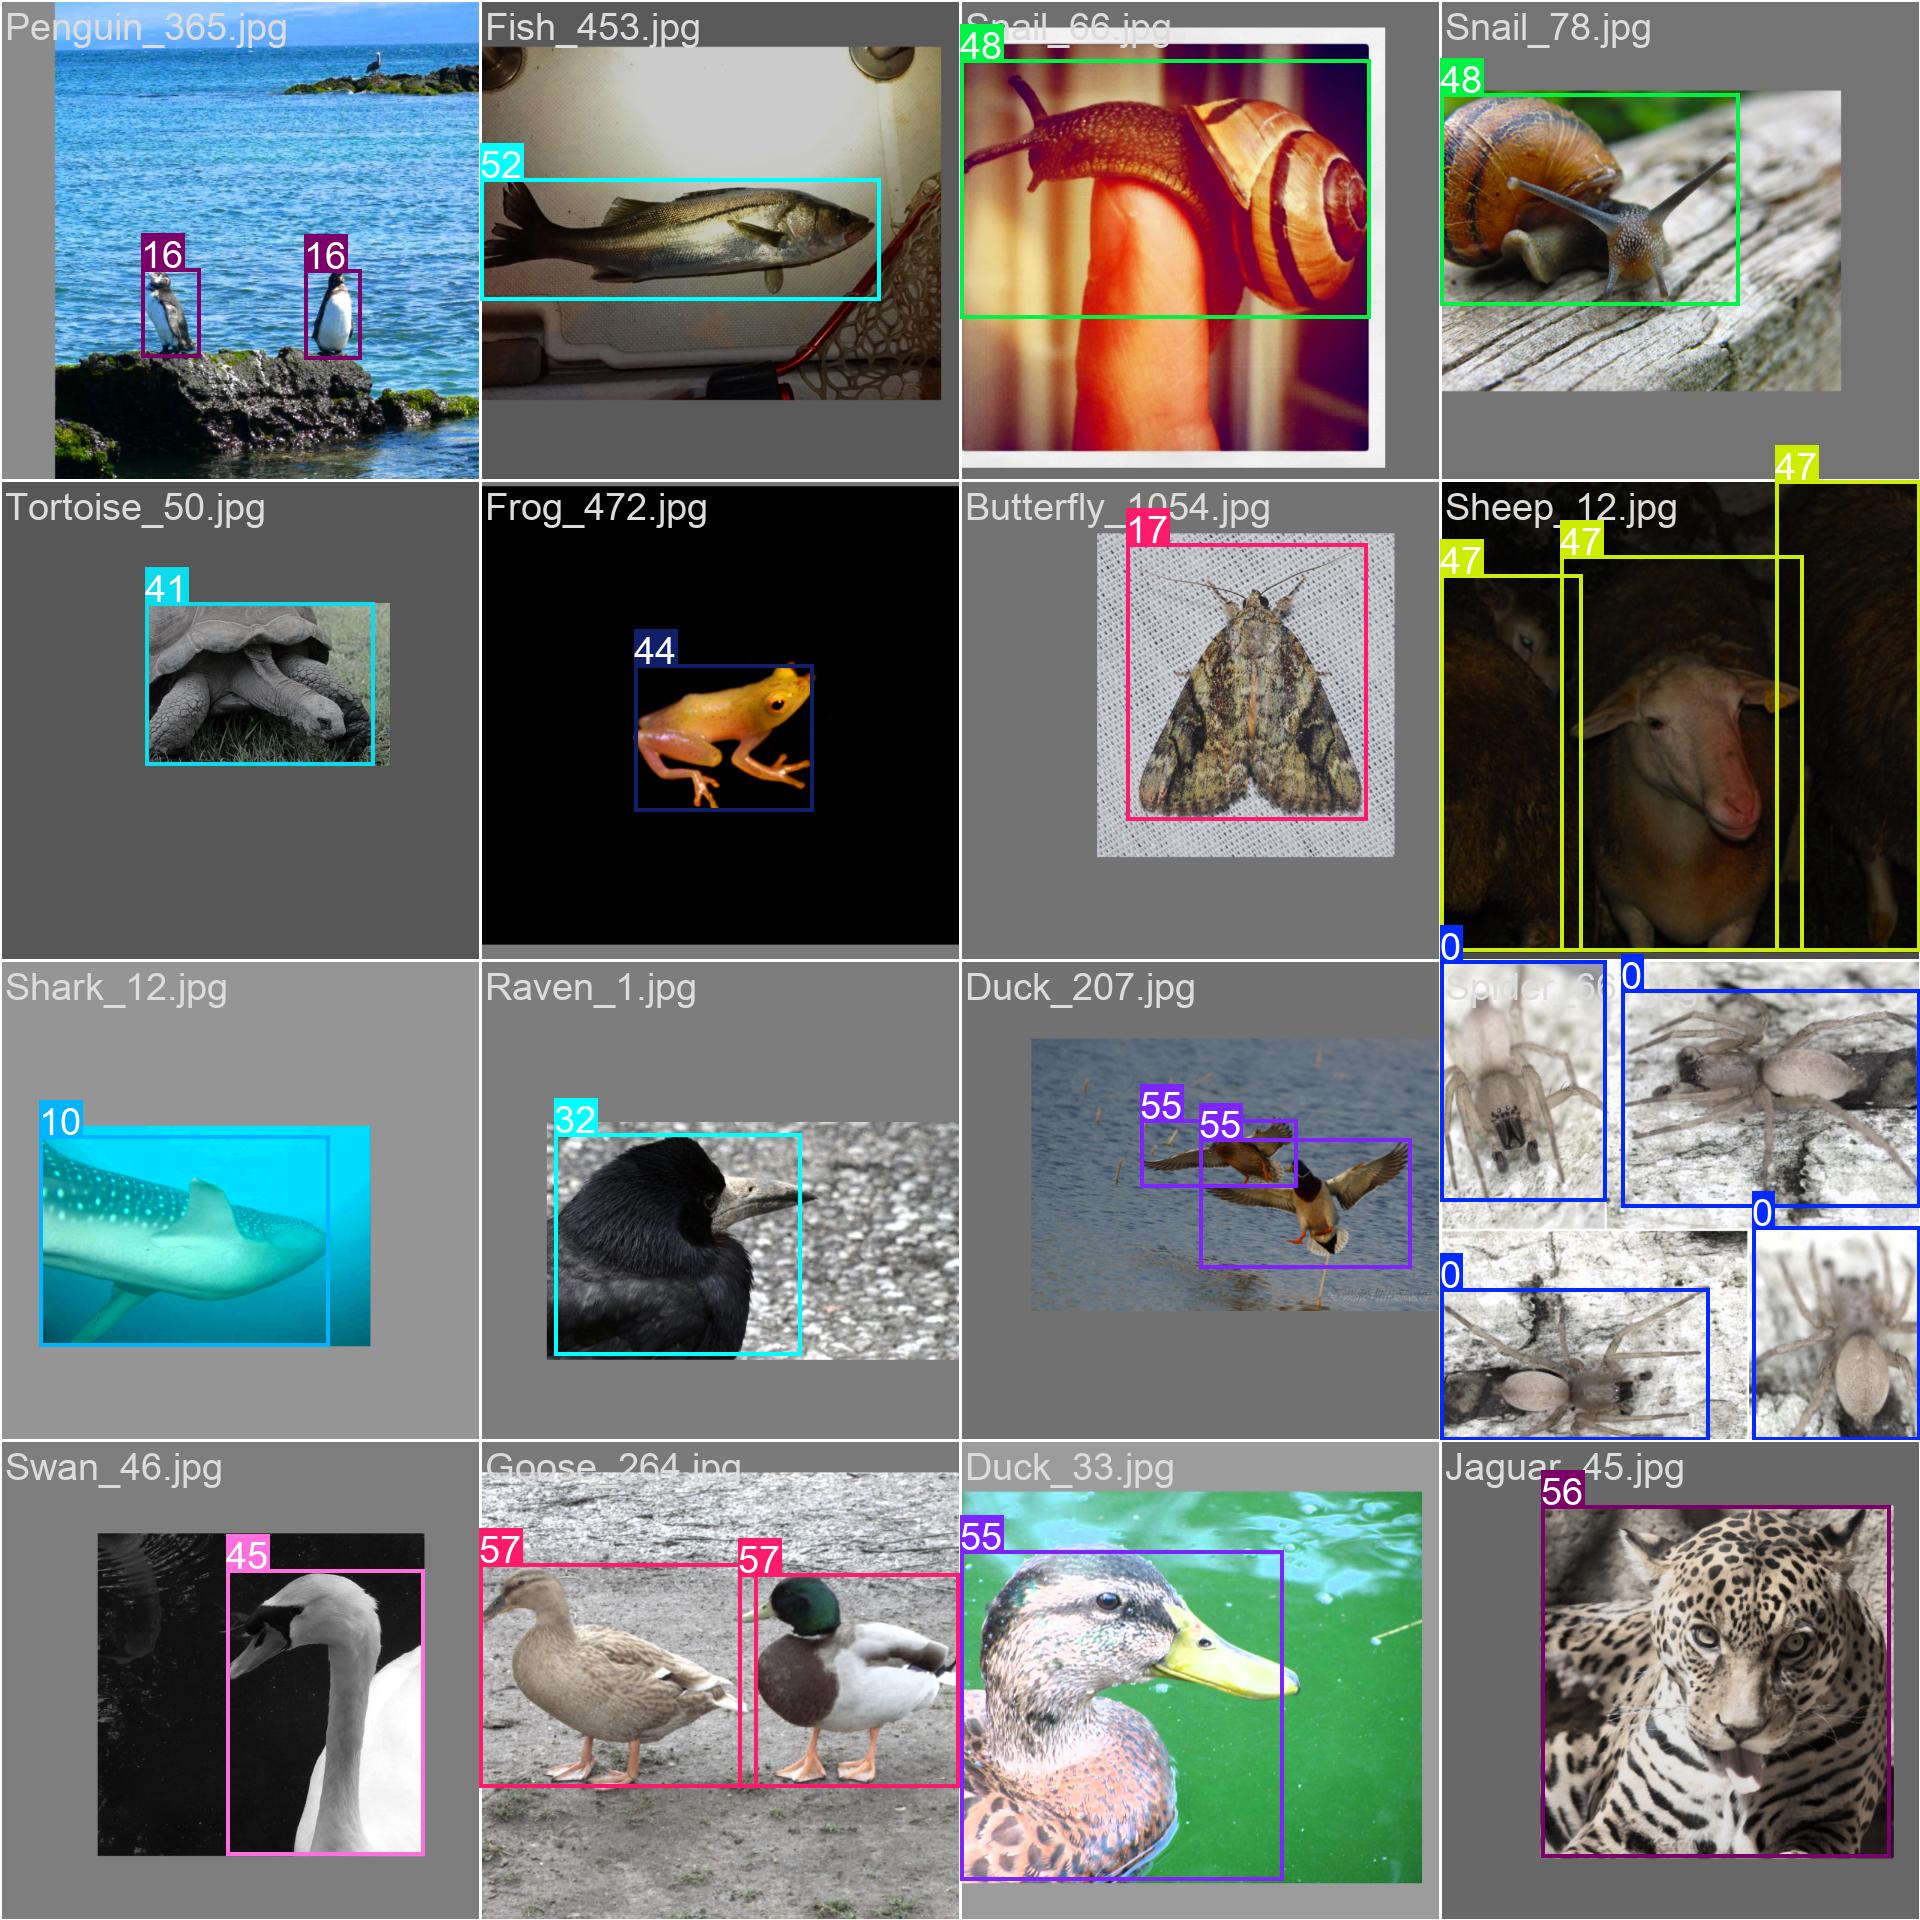 Penguin_365.jpg
Fish_453.jpg
Snail_66.jpg
Snail_78.jpg
48
48
52
16
16
47
Tortoise_50.jpg
Frog_472.jpg
Butterfly_1054.jpg
Sheep_12.jpg
17
47
47
41
44
0
Shark_12.jpg
Raven_1.jpg
Duck_207.jpg
0
10
32
55
55
0
0
Swan_46.jpg
Goose_264.jpg
Duck_33.jpg
Jaguar_45.jpg
56
45
57
57
55